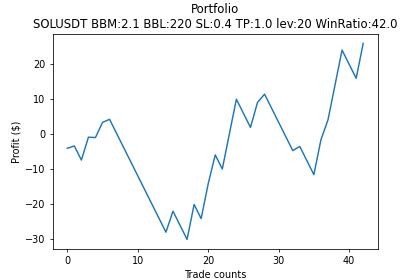 Portfolio
SOLUSDT BBM:2.1 BBL:220 SL:0.4 TP:1.0 lev:20 WinRatio:42.0
Profit ($)
20
10
0
−10
−20
−30
0
10
20
30
40
Trade counts